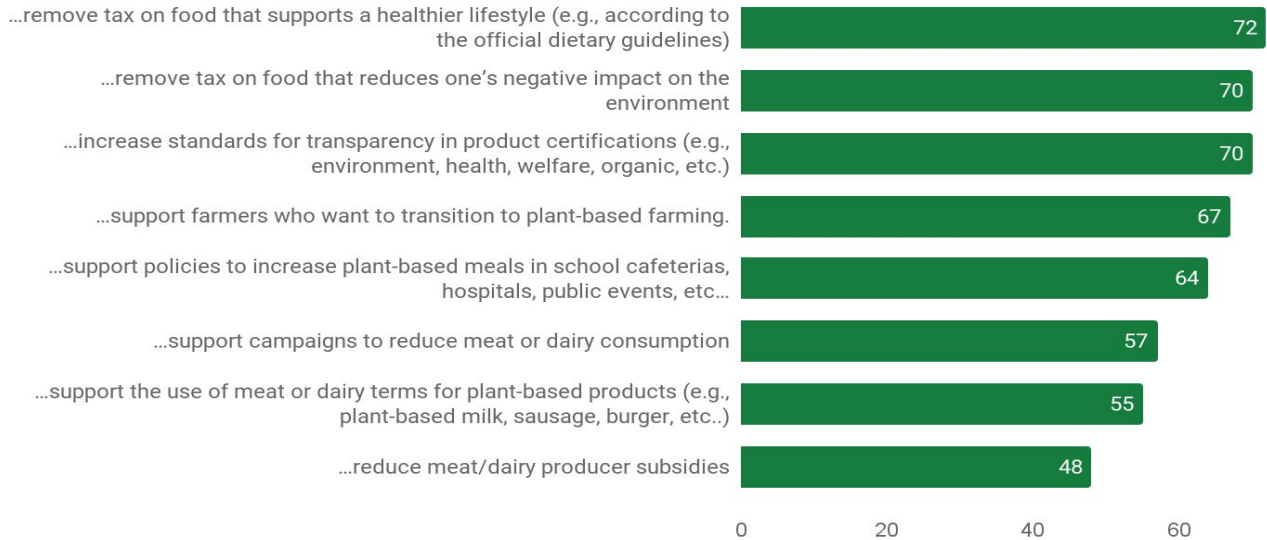 …remove tax on food that supports a healthier lifestyle (e.g., according to
the official dietary guidelines)
72
…remove tax on food that reduces one’s negative impact on the
environment
70
…increase standards for transparency in product certifications (e.g.,
environment, health, welfare, organic, etc.)
70
…support farmers who want to transition to plant-based farming.
67
…support policies to increase plant-based meals in school cafeterias,
hospitals, public events, etc…
64
…support campaigns to reduce meat or dairy consumption
57
…support the use of meat or dairy terms for plant-based products (e.g.,
plant-based milk, sausage, burger, etc..)
55
…reduce meat/dairy producer subsidies
48
0 20 40 60